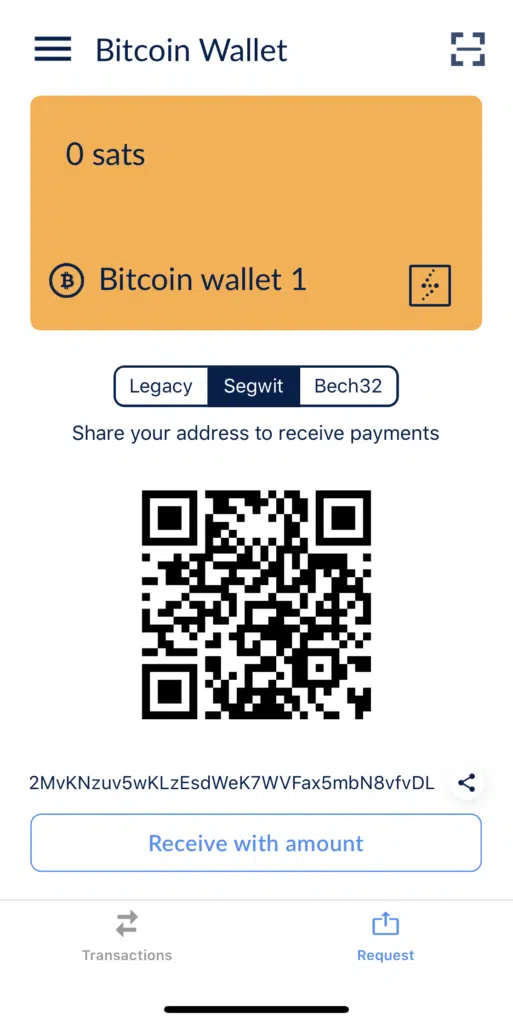 Bitcoin Wallet
0 sats
Bitcoin wallet 1
Legacy Segwit Bech32
Share your address to receive payments
2MvKNzuv5wKLzEsdWeK7WVFax5mbN8vfvDL
Receive with amount
Transactions Request